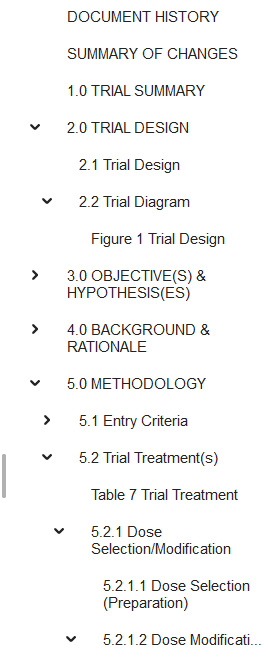 DOCUMENT HISTORY
SUMMARY OF CHANGES
1.0 TRIAL SUMMARY
2.0 TRIAL DESIGN
2.1 Trial Design
2.2 Trial Diagram
Figure 1 Trial Design
3.0 OBJECTIVE(S) &
HYPOTHESIS(ES)
4.0 BACKGROUND &
RATIONALE
5.0 METHODOLOGY
5.1 Entry Criteria
5.2 Trial Treatment(s)
Table 7 Trial Treatment
5.2.1 Dose
Selection/Modification
5.2.1.1 Dose Selection
(Preparation)
5.2.1.2 Dose Modificati...